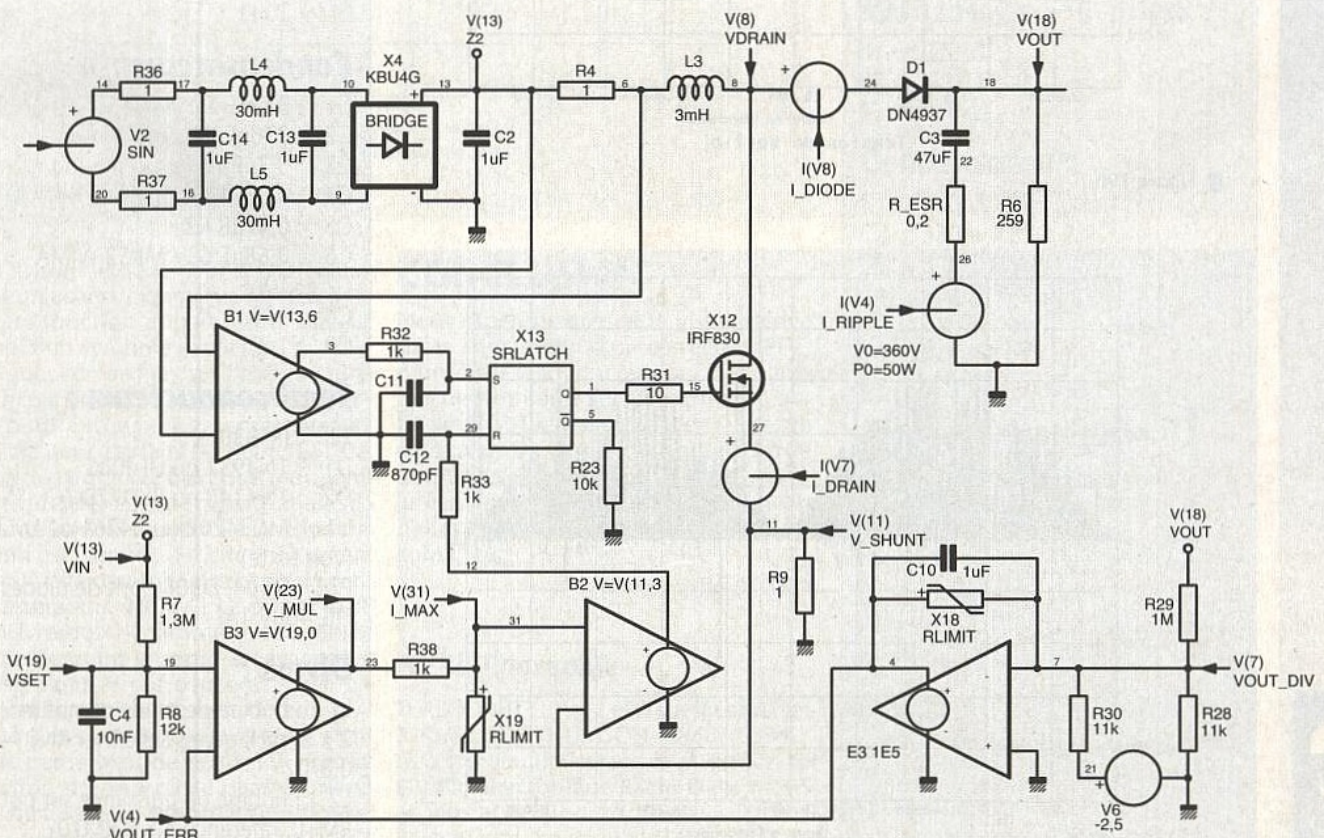 V(13)
Z2
V(8)
VDRAIN
V(18)
VOUT
14
R36
1
17
L4
30mH
10
X4
KBU4G
+
13
BRIDGE
-
R4
1
6
L3
3mH
8
+
24
D1
DN4937
18
+
V2
SIN
C14
1uF
C13
1uF
C2
1uF
C3
47uF
22
I(V8)
I_DIODE
20
R37
1
16
L5
30mH
9
R_ESR
0,2
R6
259
26
+
I(V4)
I_RIPPLE
V0=360V
P0=50W
B1 V=V(13,6
3
+
R32
1k
2
X13
SRLATCH
S
Q
1
R31
10
15
X12
IRF830
C11
5
Q
29
R
C12
870pF
R33
1k
R23
10k
27
+
I(V7)
I_DRAIN
12
11
V(11)
V_SHUNT
V(13)
Z2
V(13)
VIN
R7
1,3M
V(23)
V_MUL
B3 V=V(19,0
V(31)
I_MAX
31
B2 V=V(11,3
+
R9
1
C10
1uF
+
X18
RLIMIT
V(18)
VOUT
R29
1M
V(19)
VSET
19
23
R38
1k
+
X19
RLIMIT
4
7
V(7)
VOUT_DIV
C4
10nF
R8
12k
+
+
-
-
+
E3 1E5
R30
11k
R28
11k
21
+
V6
-2,5
V(4)
VOUT_ERR